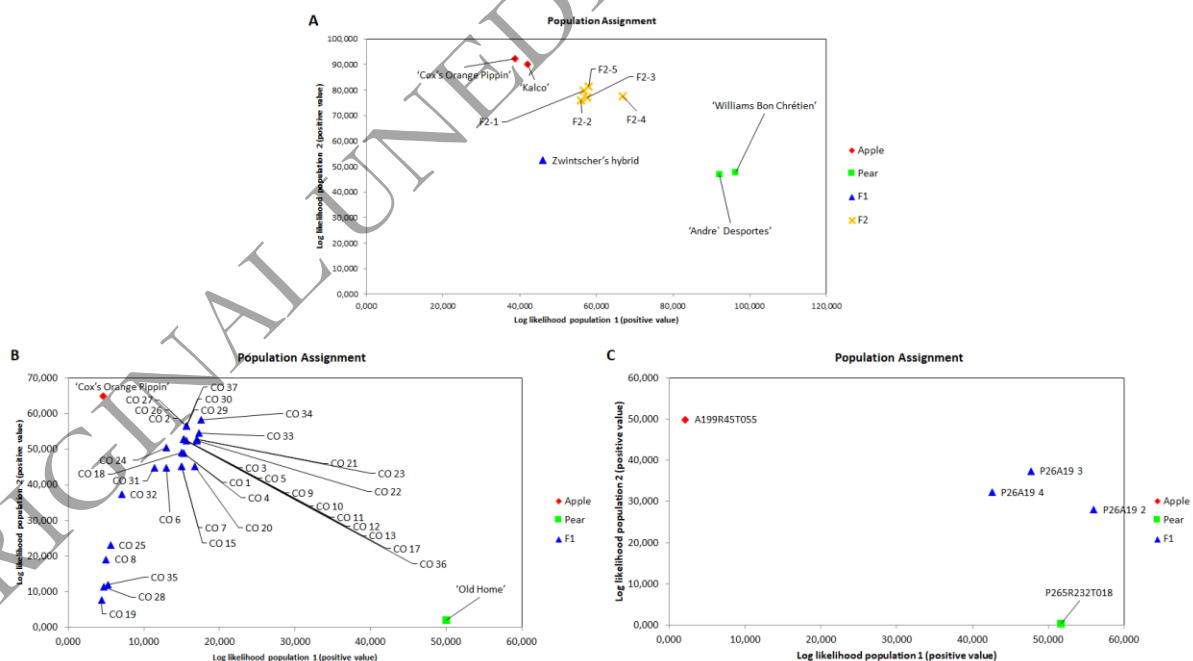 A
Population Assignment
Log likelihood population 2 (positive value)
100,000
90,000
80,000
70,000
60,000
50,000
40,000
30,000
20,000
10,000
0,000
0,000 20,000 40,000 60,000 80,000 100,000 120,000
Log likelihood population 1 (positive value)
'Cox's Orange Pippin'
'Kalco'
F2-5
F2-3
F2-1
F2-2
F2-4
'Williams Bon Chrétien'
Zwintscher's hybrid
'Andre` Desportes'
Apple
Pear
F1
F2
B
Population Assignment
Log likelihood population 2 (positive value)
70,000
60,000
50,000
40,000
30,000
20,000
10,000
0,000
0,000 10,000 20,000 30,000 40,000 50,000 60,000
Log likelihood population 1 (positive value)
'Cox's Orange Pippin'
CO 37
CO 27
CO 30
CO 26
CO 29
CO 2
CO 34
CO 33
CO 24
CO 21
CO 18
CO 3
CO 23
CO 31
CO 5
CO 1
CO 22
CO 32
CO 9
CO 4
CO 10
CO 6
CO 11
CO 7
CO 20
CO 12
CO 13
CO 15
CO 17
CO 25
CO 36
CO 8
CO 35
CO 28
CO 19
'Old Home'
Apple
Pear
F1
C
Population Assignment
Log likelihood population 2 (positive value)
60,000
50,000
40,000
30,000
20,000
10,000
0,000
0,000 10,000 20,000 30,000 40,000 50,000 60,000
Log likelihood population 1 (positive value)
A199R45T055
P26A19 3
P26A19 4
P26A19 2
P265R232T018
Apple
Pear
F1
ORIGINAL UNED